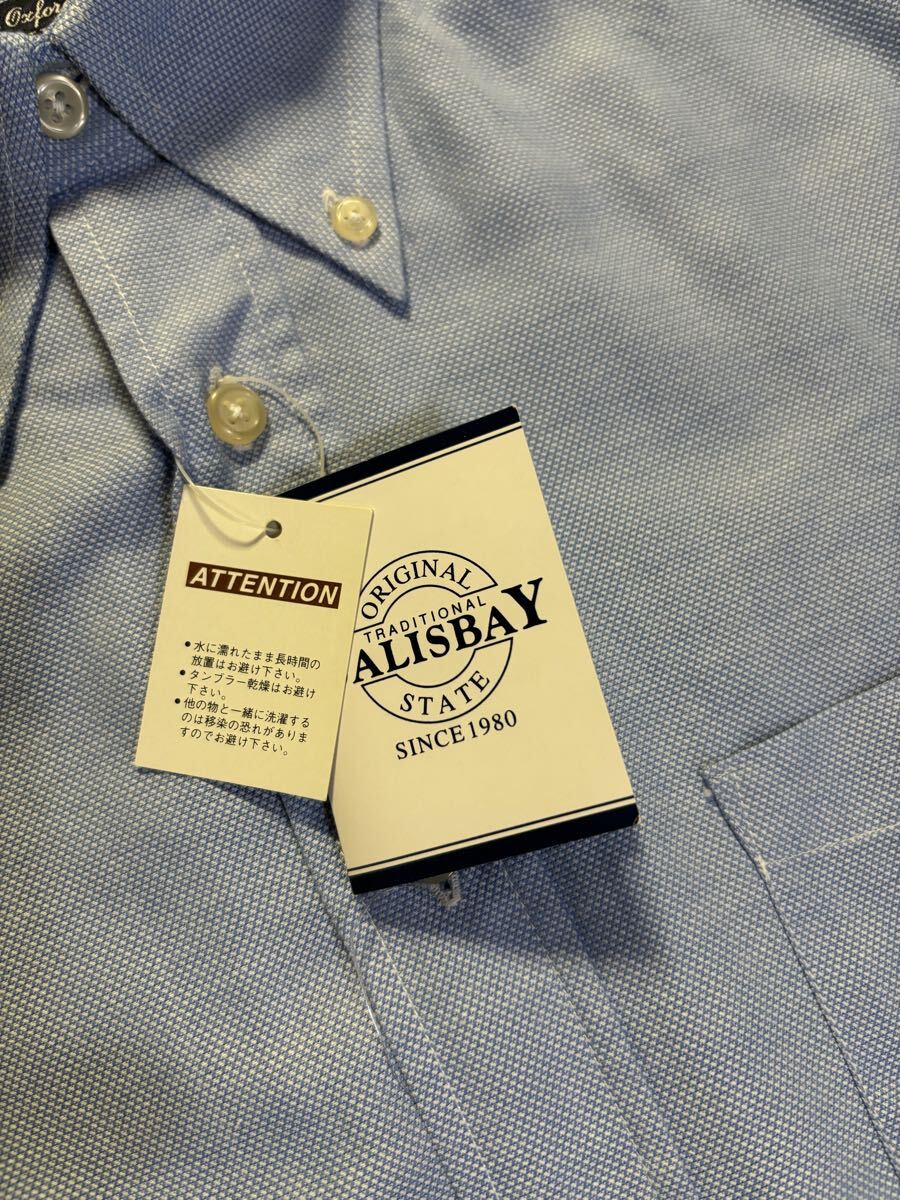 Oxfor
ATTENTION
•水に濡れたまま長時間の
放置はお避け下さい。
•タンブラー乾燥はお避け
下さい。
•他の物と一緒に洗濯する
のは移染の恐れがありま
すのでお避け下さい。
ORIGINAL
TRADITIONAL
ALISBAY
STATE
SINCE 1980